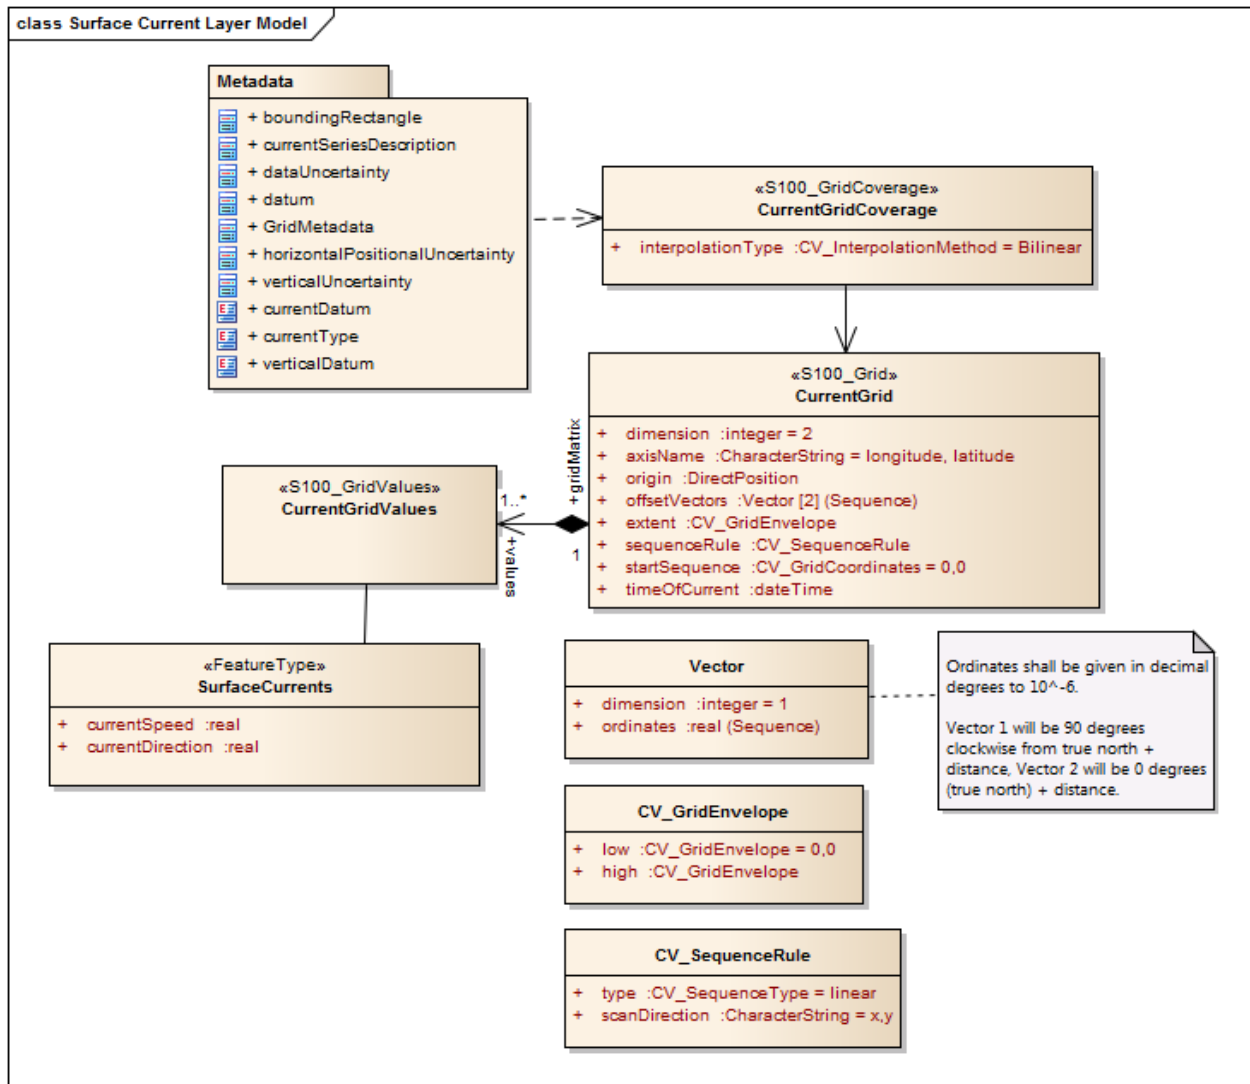 class Surface Current Layer Model
Metadata
+ boundingRectangle
+ currentSeriesDescription
+ dataUncertainty
+ datum
+ GridMetadata
+ horizontalPositionalUncertainty
+ verticalUncertainty
+ currentDatum
+ currentType
+ verticalDatum
«S100_GridCoverage»
CurrentGridCoverage
+ interpolationType :CV_InterpolationMethod = Bilinear
«S100_Grid»
CurrentGrid
+ dimension :integer = 2
+ axisName :CharacterString = longitude, latitude
+ origin :DirectPosition
+ offsetVectors :Vector [2] (Sequence)
+ extent :CV_GridEnvelope
+ sequenceRule :CV_SequenceRule
+ startSequence :CV_GridCoordinates = 0,0
+ timeOfCurrent :dateTime
+gridMatrix
1
1..*
+values
«S100_GridValues»
CurrentGridValues
«FeatureType»
SurfaceCurrents
+ currentSpeed :real
+ currentDirection :real
Vector
+ dimension :integer = 1
+ ordinates :real (Sequence)
Ordinates shall be given in decimal
degrees to 10^-6.
Vector 1 will be 90 degrees
clockwise from true north +
distance, Vector 2 will be 0 degrees
(true north) + distance.
CV_GridEnvelope
+ low :CV_GridEnvelope = 0,0
+ high :CV_GridEnvelope
CV_SequenceRule
+ type :CV_SequenceType = linear
+ scanDirection :CharacterString = x,y